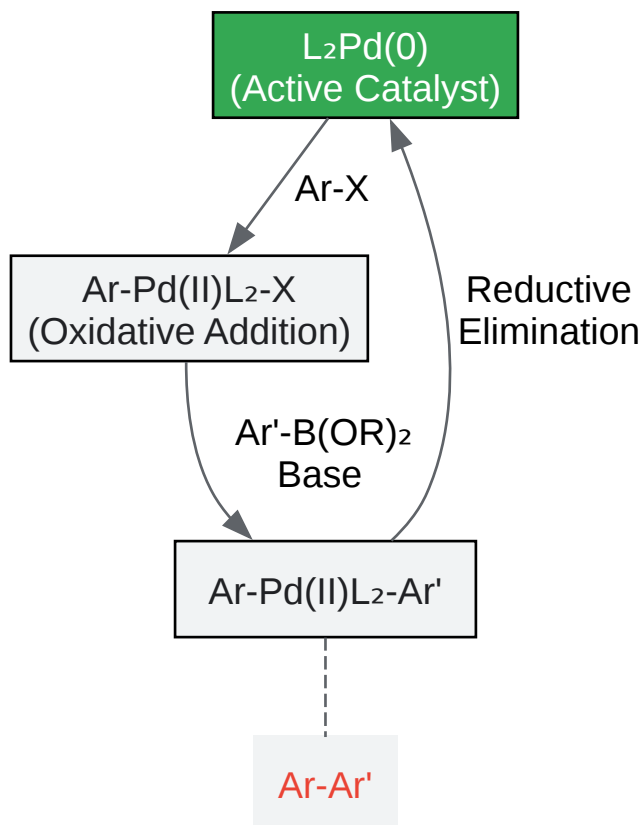 L₂Pd(0)
(Active Catalyst)
Ar-X
Ar-Pd(II)L₂-X
(Oxidative Addition)
Reductive
Elimination
Ar'-B(OR)₂
Base
Ar-Pd(II)L₂-Ar'
Ar-Ar'